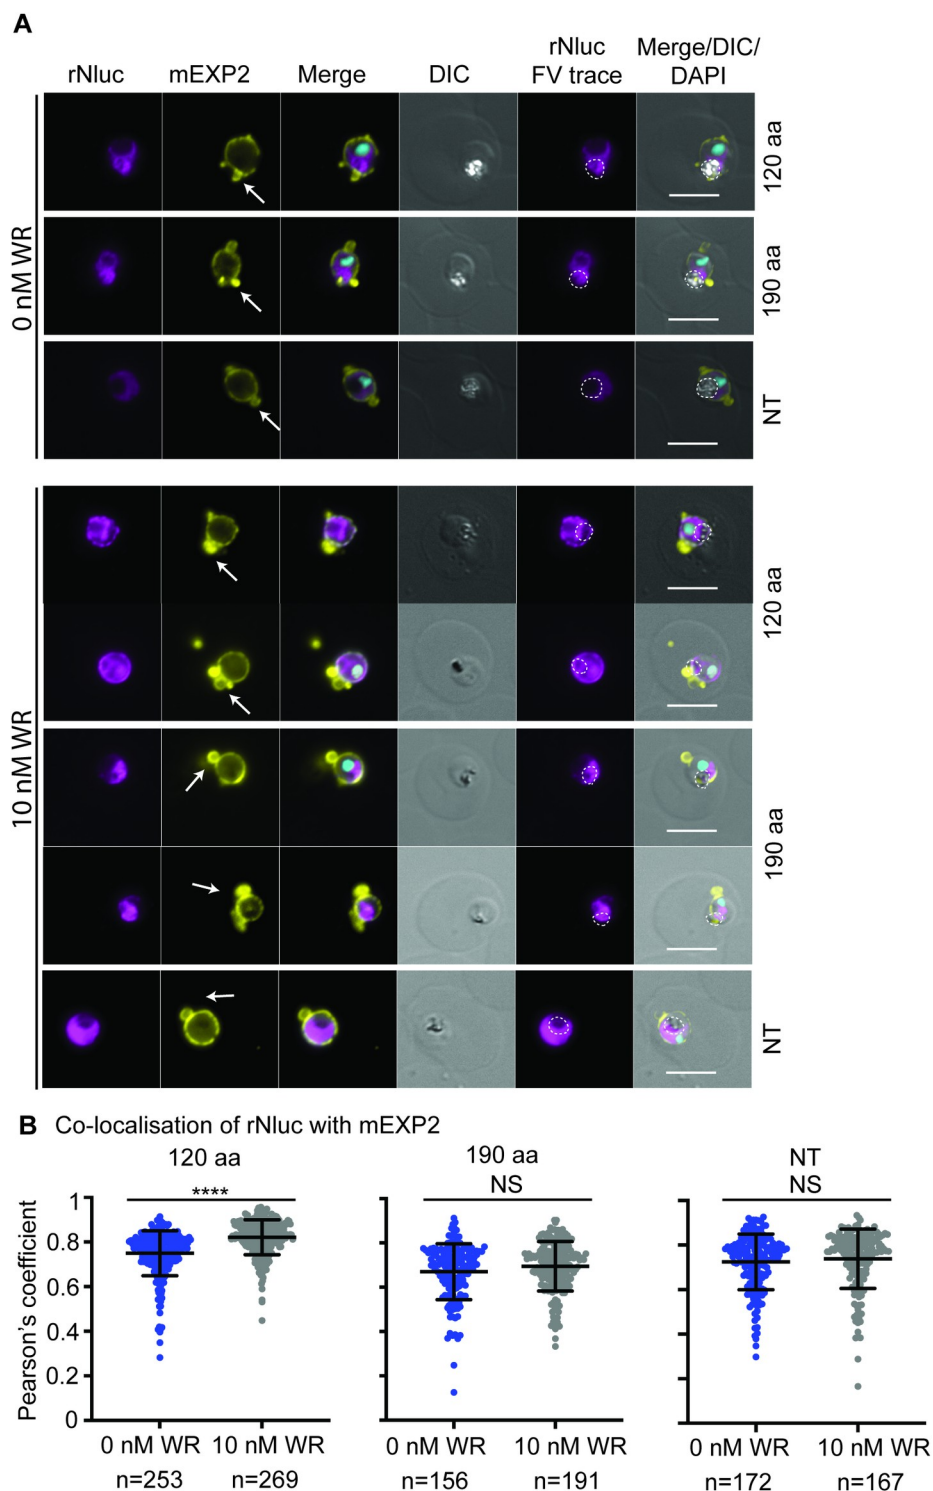 A
rNluc mEXP2 Merge DIC rNluc FV trace Merge/DIC/ DAPI
0 nM WR
120 aa
190 aa
NT
10 nM WR
120 aa
190 aa
NT
B Co-localisation of rNluc with mEXP2
120 aa 190 aa NT
**** NS NS
Pearson's coefficient
1
0.8
0.6
0.4
0.2
0
0 nM WR 10 nM WR 0 nM WR 10 nM WR 0 nM WR 10 nM WR
n=253 n=269 n=156 n=191 n=172 n=167